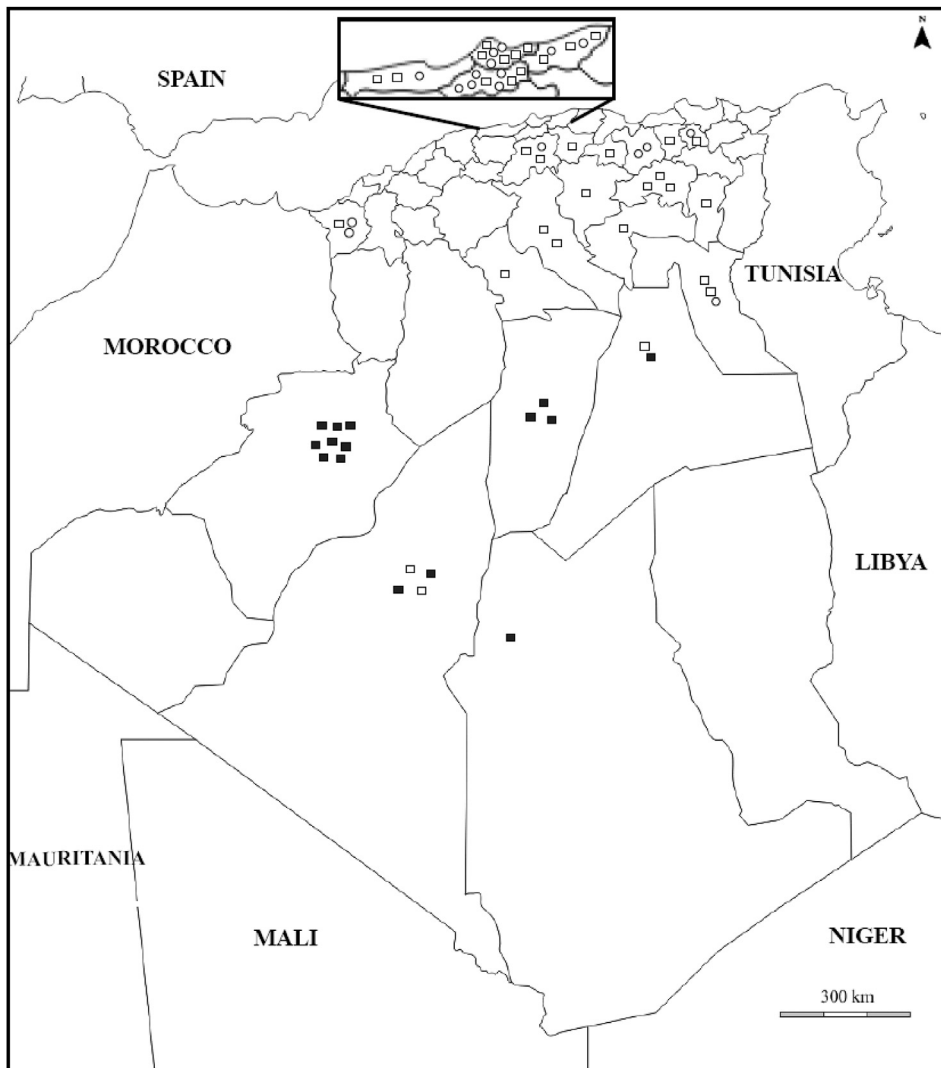 N
SPAIN
TUNISIA
MOROCCO
LIBYA
MAURITANIA
MALI
NIGER
300 km